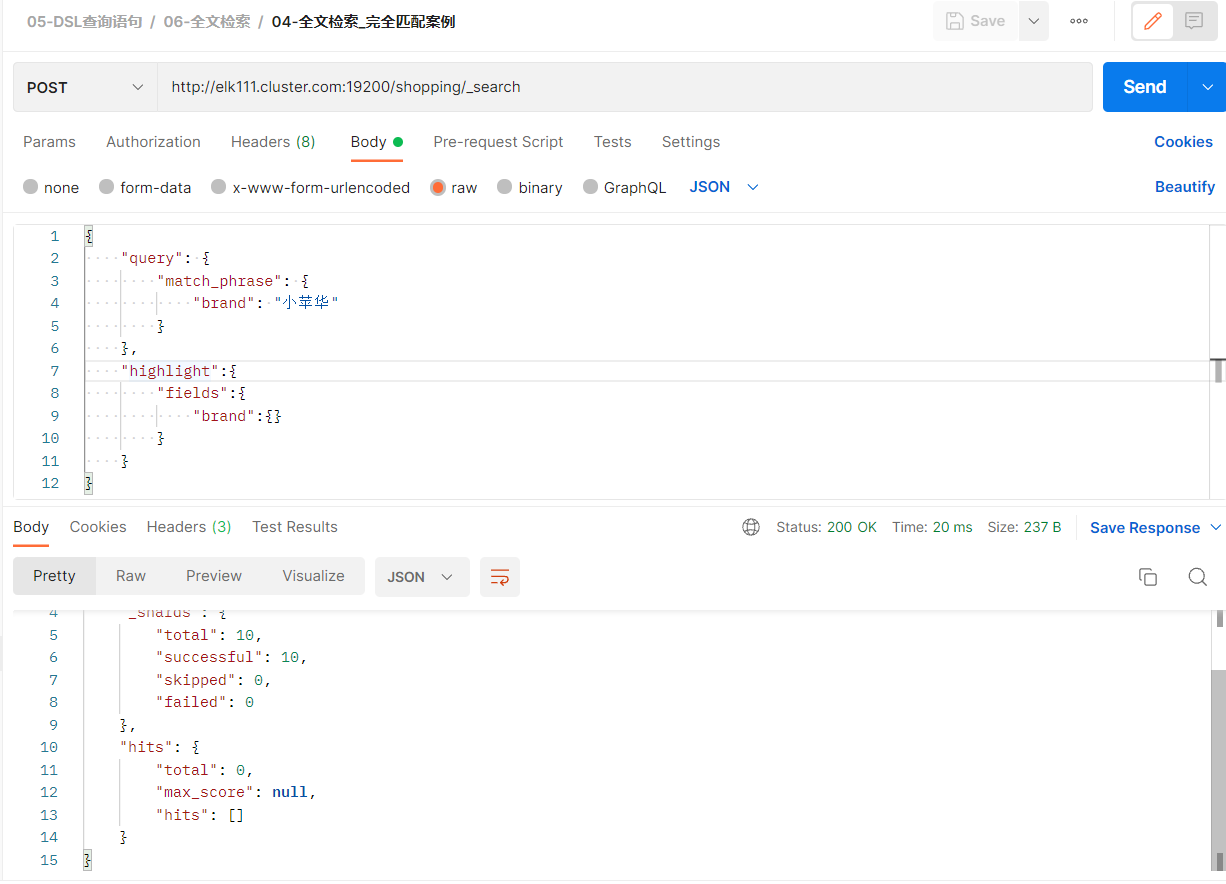 05-DSL查询语句 / 06-全文检索 / 04-全文检索_完全匹配案例 Save
POST http://elk111.cluster.com:19200/shopping/_search Send
Params Authorization Headers (8) Body Pre-request Script Tests Settings Cookies
none form-data x-www-form-urlencoded raw binary GraphQL JSON Beautify
1 {
2 "query": {
3 "match_phrase": {
4 "brand": "小苹华"
5 }
6 },
7 "highlight":{
8 "fields":{
9 "brand":{}
10 }
11 }
12 }
Body Cookies Headers (3) Test Results Status: 200 OK Time: 20 ms Size: 237 B Save Response
Pretty Raw Preview Visualize JSON
4 "_shards": {
5 "total": 10,
6 "successful": 10,
7 "skipped": 0,
8 "failed": 0
9 },
10 "hits": {
11 "total": 0,
12 "max_score": null,
13 "hits": []
14 }
15 }